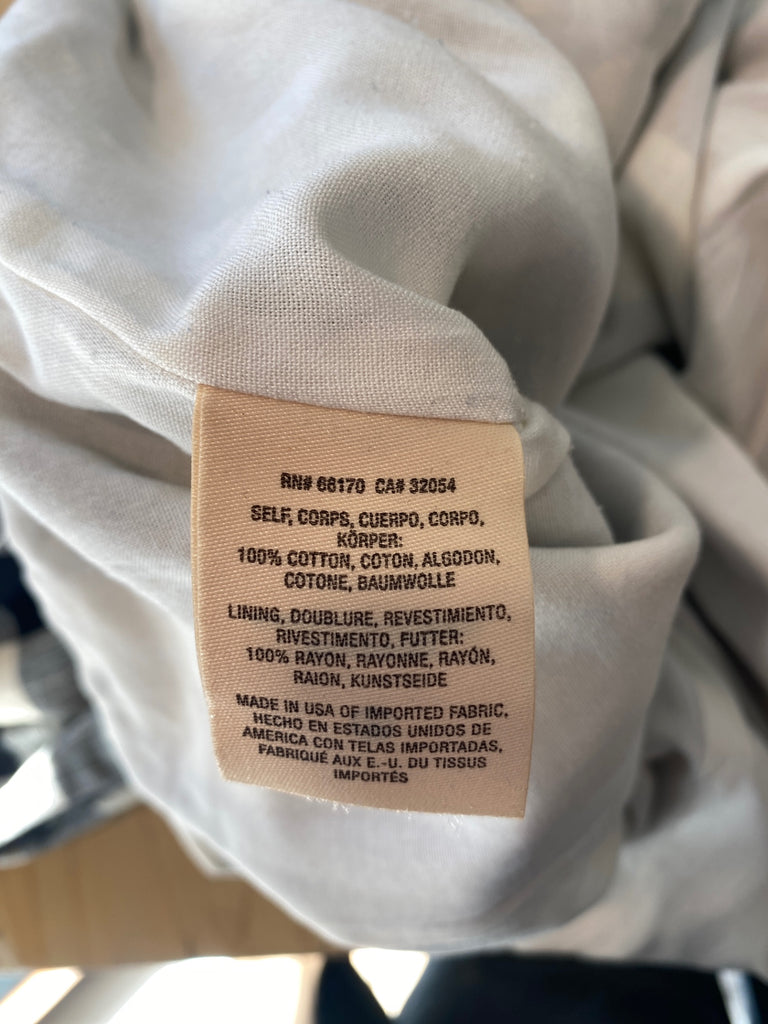 RN# 66170 CA# 32054
SELF, CORPS, CUERPO, CORPO,
KÖRPER:
100% COTTON, COTON, ALGODON,
COTONE, BAUMWOLLE
LINING, DOUBLURE, REVESTIMIENTO,
RIVESTIMENTO, FUTTER:
100% RAYON, RAYONNE, RAYÓN,
RAION, KUNSTSEIDE
MADE IN USA OF IMPORTED FABRIC,
HECHO EN ESTADOS UNIDOS DE
AMERICA CON TELAS IMPORTADAS,
FABRIQUÉ AUX E.-U. DU TISSUS
IMPORTÉS